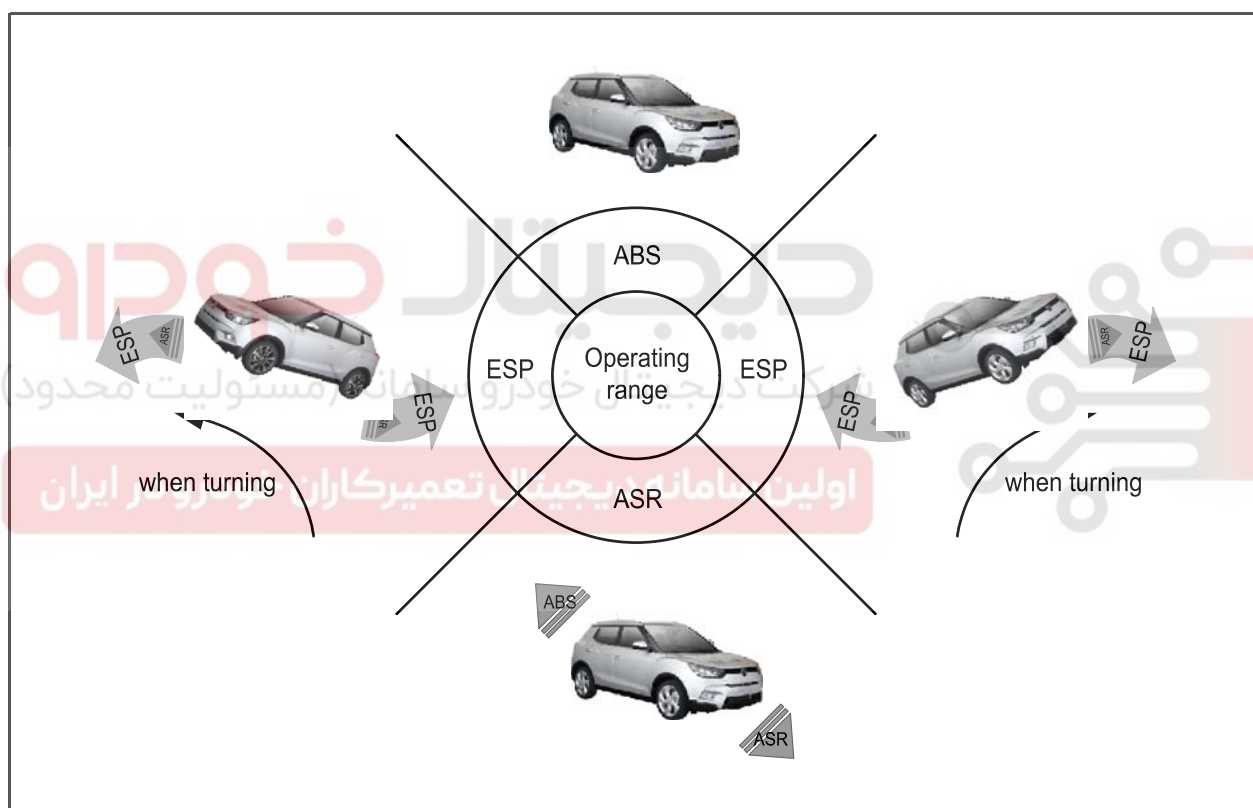 ABS
ESP
Operating
range
ESP
ASR
ESP
ASR
ESP
when turning
ASR
ESP
ESP
when turning
ABS
ASR
دیجیتال خودرو
شرکت دیجیتال خودرو سامانه (مسئولیت محدود)
اولین سامانه دیجیتال تعمیرکاران خودرو در ایران